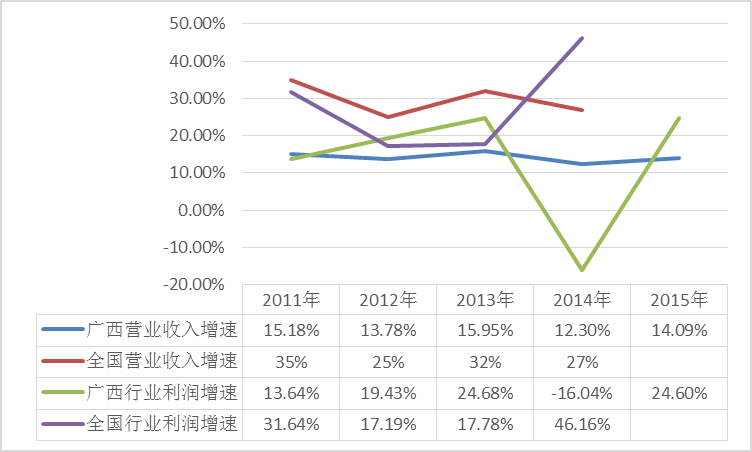 50.00%
40.00%
30.00%
20.00%
10.00%
0.00%
-10.00%
-20.00%
2011年 2012年 2013年 2014年 2015年
广西营业收入增速 15.18% 13.78% 15.95% 12.30% 14.09%
全国营业收入增速 35% 25% 32% 27%
广西行业利润增速 13.64% 19.43% 24.68% -16.04% 24.60%
全国行业利润增速 31.64% 17.19% 17.78% 46.16%